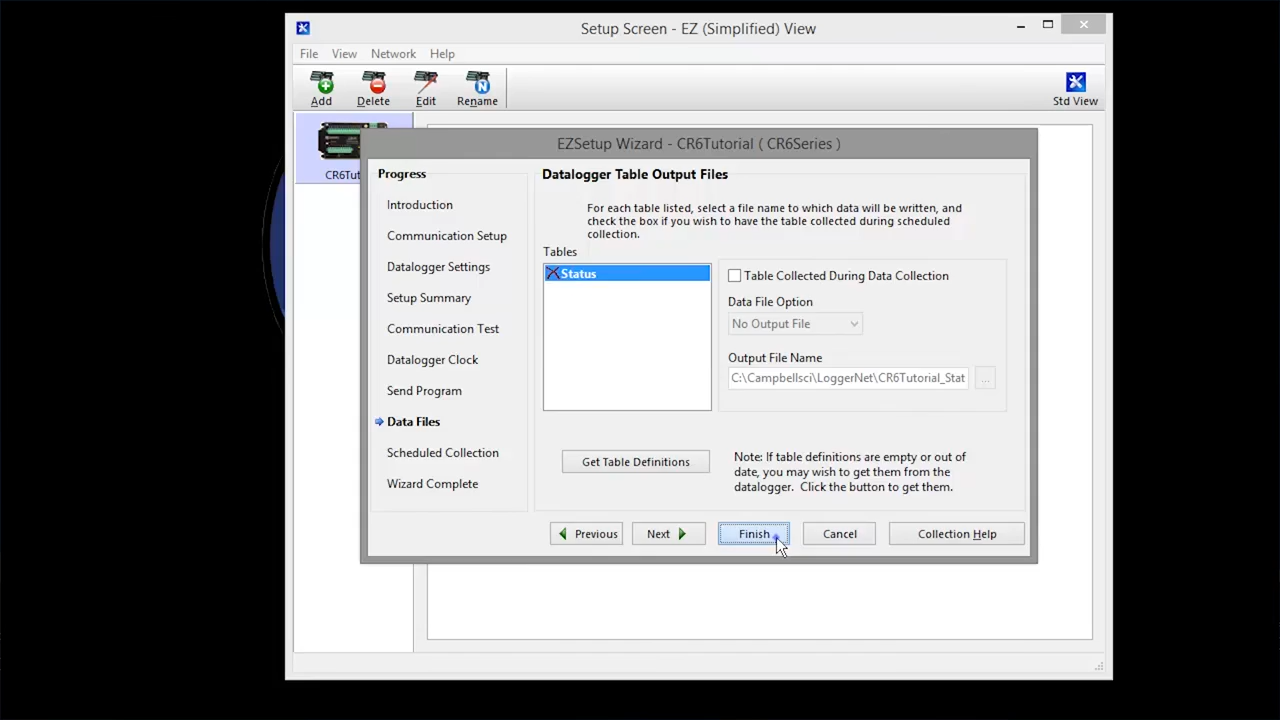 Setup Screen - EZ (Simplified) View
File View Network Help
Add Delete Edit Rename Std View
CR6Tut
EZSetup Wizard - CR6Tutorial ( CR6Series )
Progress
Introduction
Communication Setup
Datalogger Settings
Setup Summary
Communication Test
Datalogger Clock
Send Program
Data Files
Scheduled Collection
Wizard Complete
Datalogger Table Output Files
For each table listed, select a file name to which data will be written, and
check the box if you wish to have the table collected during scheduled
collection.
Tables
Status
Table Collected During Data Collection
Data File Option
No Output File
Output File Name
C:\Campbellsci\LoggerNet\CR6Tutorial_Stat
...
Get Table Definitions
Note: If table definitions are empty or out of
date, you may wish to get them from the
datalogger. Click the button to get them.
Previous Next Finish Cancel Collection Help